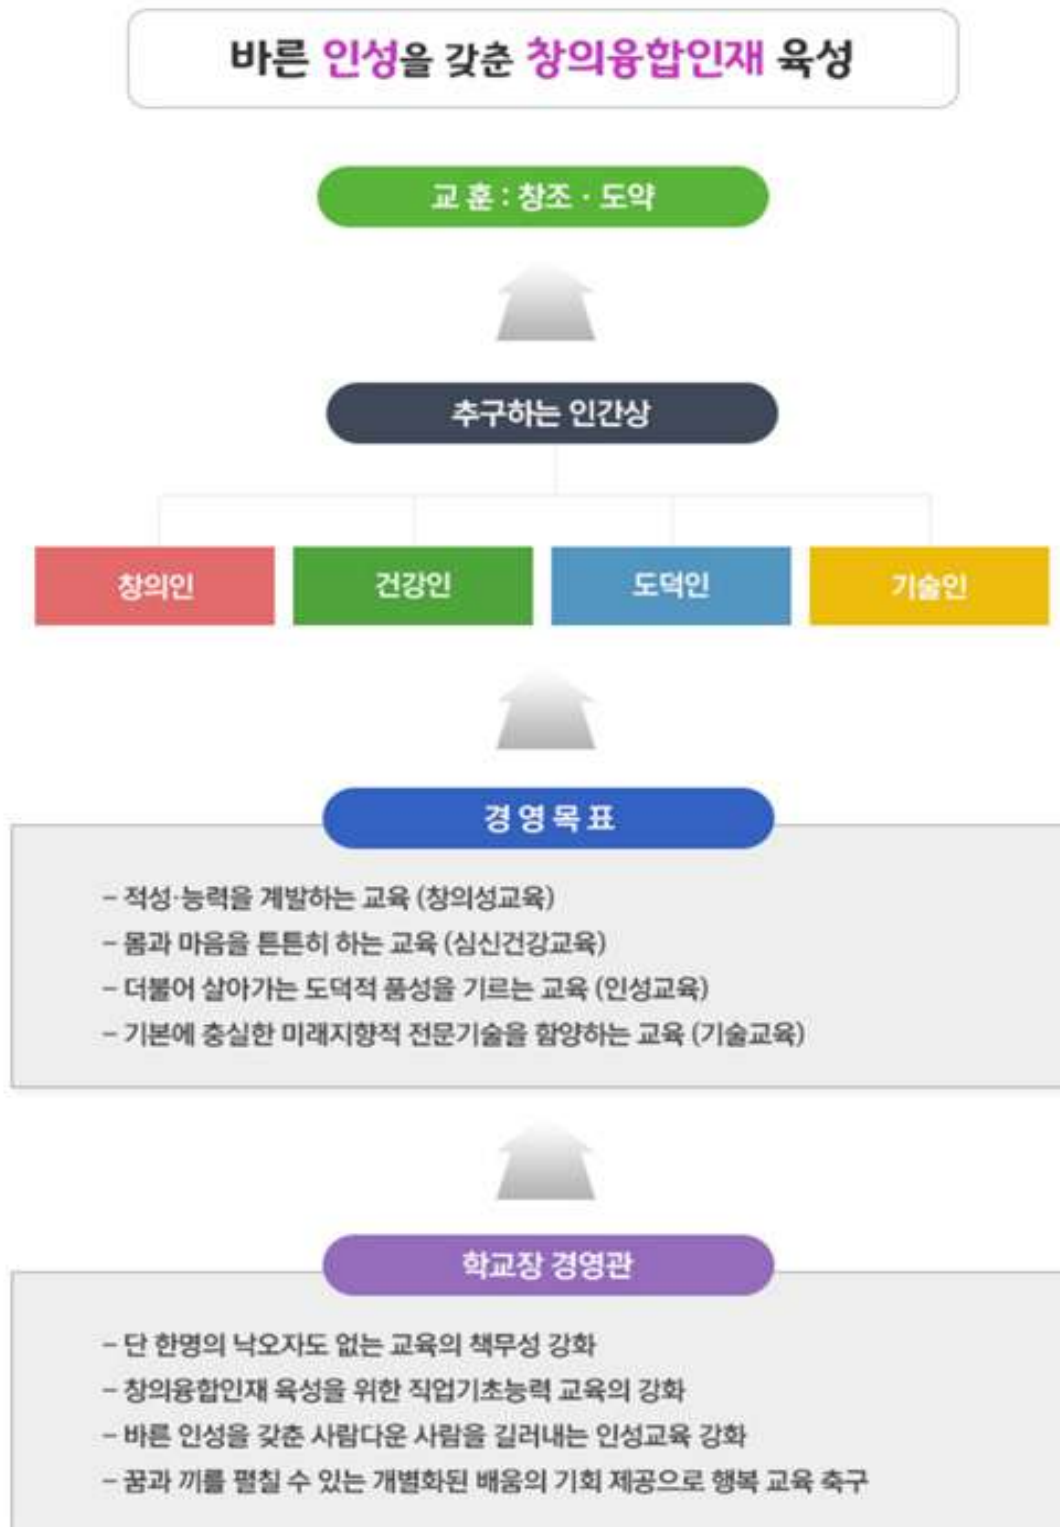 바른 인성을 갖춘 창의융합인재 육성
교 훈 : 창조 · 도약
추구하는 인간상
창의인
건강인
도덕인
기술인
경 영 목 표
– 적성·능력을 계발하는 교육 (창의성교육)
– 몸과 마음을 튼튼히 하는 교육 (심신건강교육)
– 더불어 살아가는 도덕적 품성을 기르는 교육 (인성교육)
– 기본에 충실한 미래지향적 전문기술을 함양하는 교육 (기술교육)
학교장 경영관
– 단 한명의 낙오자도 없는 교육의 책무성 강화
– 창의융합인재 육성을 위한 직업기초능력 교육의 강화
– 바른 인성을 갖춘 사람다운 사람을 길러내는 인성교육 강화
– 꿈과 끼를 펼칠 수 있는 개별화된 배움의 기회 제공으로 행복 교육 축구